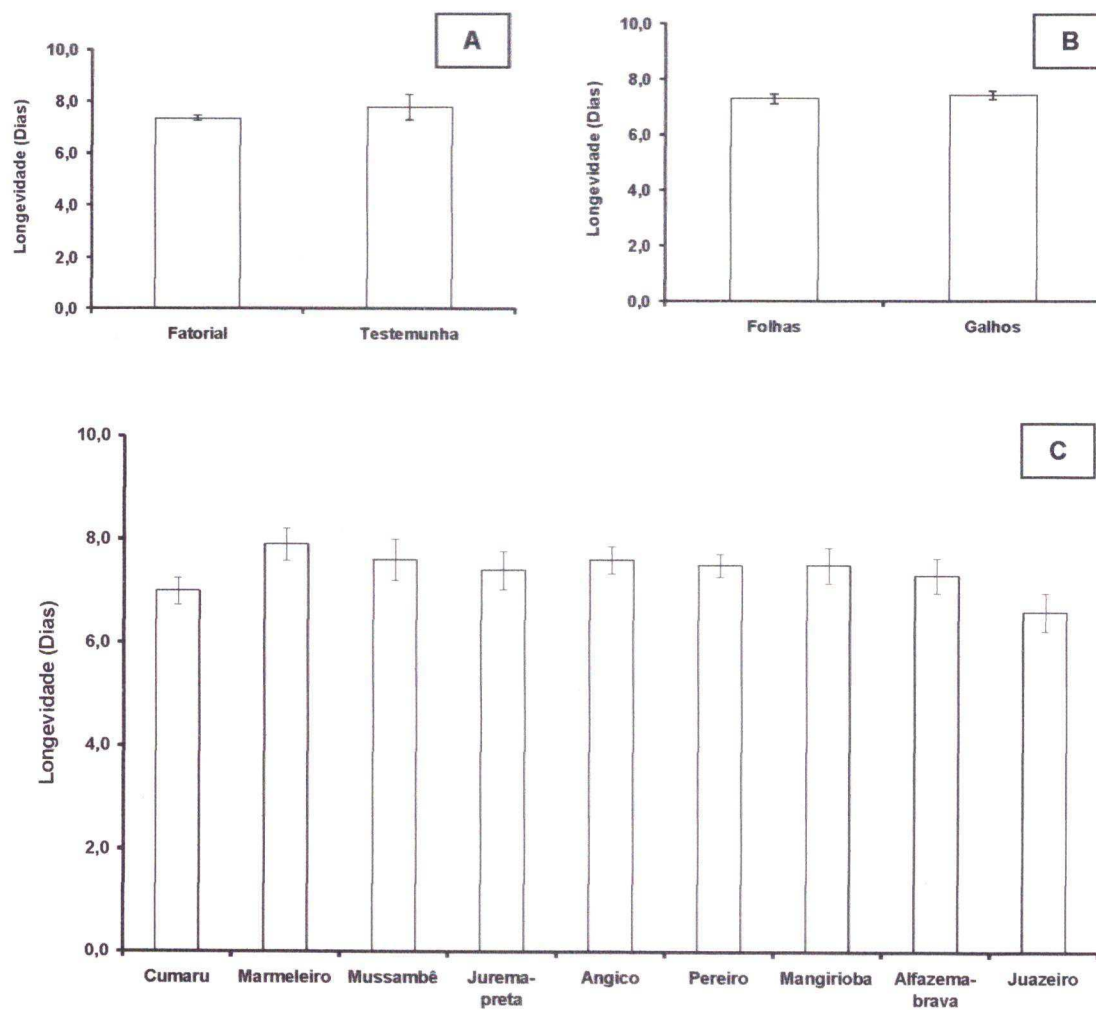 A
10,0
8,0
6,0
4,0
2,0
0,0
Longevidade (Dias)
Fatorial Testemunha
B
10,0
8,0
6,0
4,0
2,0
0,0
Longevidade (Dias)
Folhas Galhos
C
10,0
8,0
6,0
4,0
2,0
0,0
Longevidade (Dias)
Cumaru Marmeleiro Mussambê Jurema- Angico Pereiro Mangirioba Alfazema- Juazeiro
preta brava